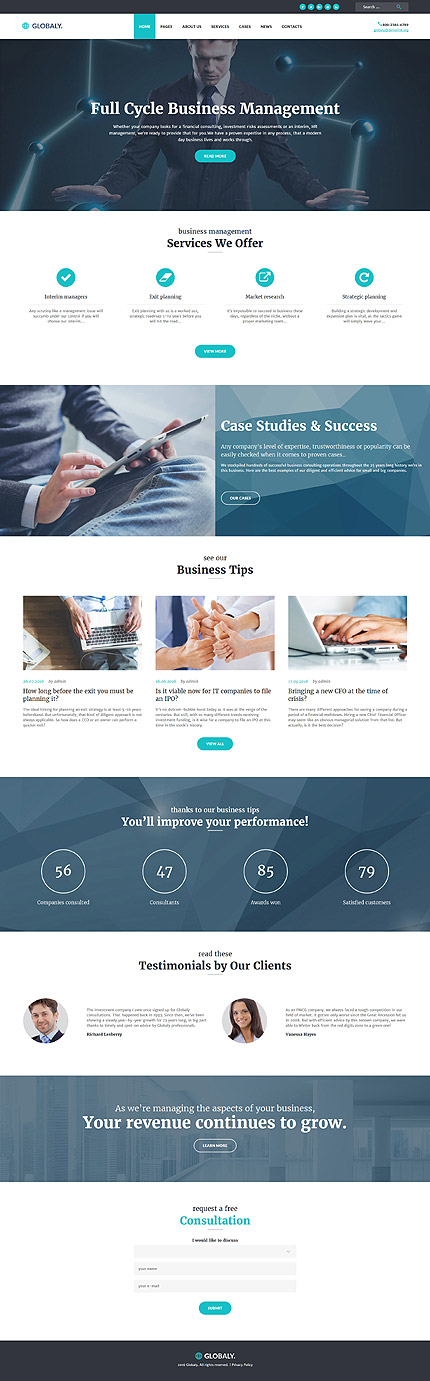 Search ...
GLOBALY.
HOME PAGES ABOUT US SERVICES CASES NEWS CONTACTS
800-2345-6789
Full Cycle Business Management
Whether your company looks for a financial consulting, investment risks assessments or an interim, HR
management, we're ready to provide that for you. We have a proven expertise in any process, that a modern
day business lives and works through.
READ MORE
business management
Services We Offer
Interim managers
Any scruting like a management issue will
succumb under our control if you will
choose our interim...
Exit planning
Exit planning with us is a worked out,
strategic roadmap 5-10 years before you
will hit the road...
Market research
It's impossible to succeed in business these
days, regardless of the niche, without a
proper marketing team...
Strategic planning
Building a strategic development and
expansion plan is vital, as the tactics game
will simply wave your...
VIEW MORE
Case Studies & Success
Any company's level of expertise, trustworthiness or popularity can be
easily checked when it comes to proven cases...
We stockpiled hundreds of successful business consulting operations throughout the 25 years long history we're in
this business. Here are the best examples of our diligent and efficient advice for small and big companies.
OUR CASES
see our
Business Tips
by admin
How long before the exit you must be
planning it?
The ideal timing for planning an exit strategy is at least 5-10 years
beforehand. But unfortunately, that kind of diligent approach is not
always applicable. So how does a CEO or an owner can perform a
quicker exit?
by admin
Is it viable now for IT companies to file
an IPO?
It's no dotcom-bubble burst today as it was at the verge of the
centuries. But still, with so many different trends involving
investment funding, is it wise for a company to file an IPO at this
time in the stock's history.
by admin
Bringing a new CFO at the time of
crisis?
There are many different approaches for saving a company during a
period of a financial meltdown. Hiring a new Chief Financial Officer
may seem like an obvious managerial solution from that list. But
actually, is it the best decision?
VIEW ALL
thanks to our business tips
You'll improve your performance!
56 47 85 79
Companies consulted Consultants Awards won Satisfied customers
read these
Testimonials by Our Clients
The investment company I own once signed up for Globaly
consultations. That happened back in 1993. Since then, we've been
showing a steady year-by-year growth for 23 years long, in big part
thanks to timely and spot-on advice by Globaly professionals.
Richard Lesberry
As an FMCG company, we always faced a tough competition in our
field of market. It got even worse since the Great Recession hit us
in 2008. But with efficient advice by this renown company, we were
able to Winter back from the red digits zone to a green one!
Vanessa Hayes
As we're managing the aspects of your business,
Your revenue continues to grow.
LEARN MORE
request a free
Consultation
I would like to discuss
your name
your e-mail
SUBMIT
GLOBALY.
2016 Globaly. All rights reserved. | Privacy Policy